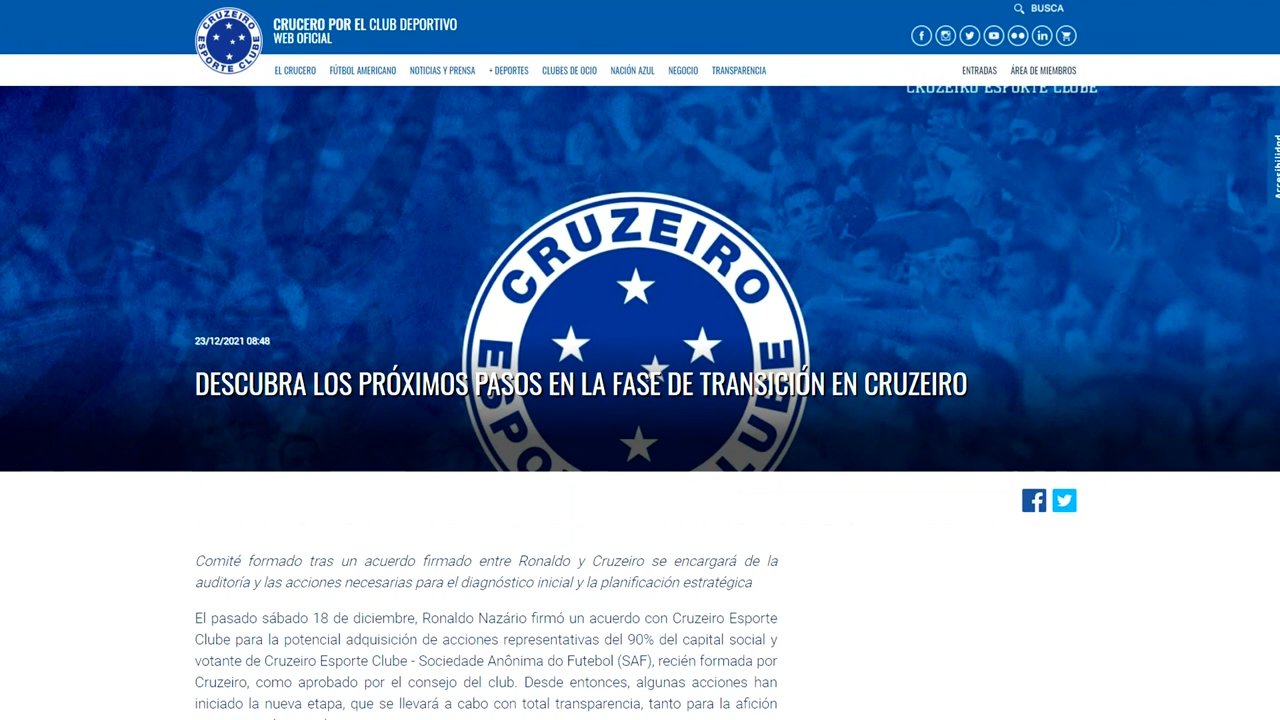 BUSCA
CRUZEIRO ESPORTE CLUBE
CRUCERO POR EL CLUB DEPORTIVO
WEB OFICIAL
EL CRUCERO FÚTBOL AMERICANO NOTICIAS Y PRENSA + DEPORTES CLUBES DE OCIO NACIÓN AZUL NEGOCIO TRANSPARENCIA ENTRADAS ÁREA DE MIEMBROS
CRUZEIRO ESPORTE CLUBE
Accesibilidad
CRUZEIRO ESPORTE CLUBE
23/12/2021 08:48
DESCUBRA LOS PRÓXIMOS PASOS EN LA FASE DE TRANSICIÓN EN CRUZEIRO
Comité formado tras un acuerdo firmado entre Ronaldo y Cruzeiro se encargará de la
auditoría y las acciones necesarias para el diagnóstico inicial y la planificación estratégica
El pasado sábado 18 de diciembre, Ronaldo Nazário firmó un acuerdo con Cruzeiro Esporte
Clube para la potencial adquisición de acciones representativas del 90% del capital social y
votante de Cruzeiro Esporte Clube - Sociedade Anônima do Futebol (SAF), recién formada por
Cruzeiro, como aprobado por el consejo del club. Desde entonces, algunas acciones han
iniciado la nueva etapa, que se llevará a cabo con total transparencia, tanto para la afición